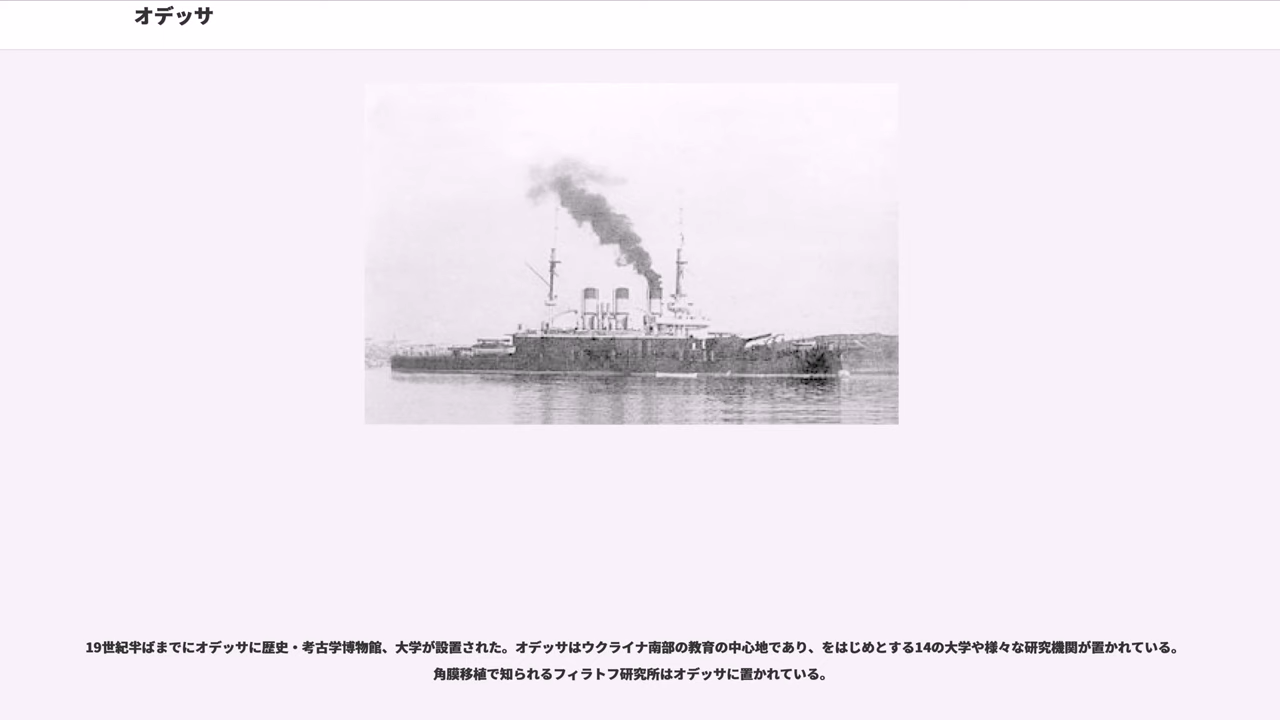 オデッサ
19世紀半ばまでにオデッサに歴史・考古学博物館、大学が設置された。オデッサはウクライナ南部の教育の中心地であり、をはじめとする14の大学や様々な研究機関が置かれている。
角膜移植で知られるフィラトフ研究所はオデッサに置かれている。